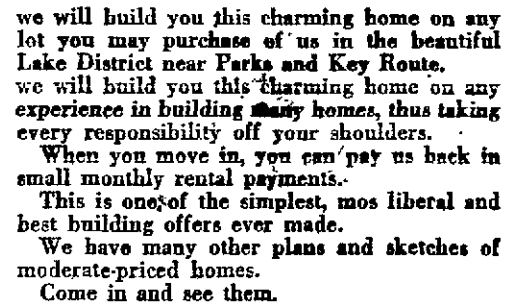 we will build you this charming home on any
lot you may purchase of us in the beautiful
Lake District near Parks and Key Route.
we will build you this charming home on any
experience in building many homes, thus taking
every responsibility off your shoulders.
When you move in, you can pay us back in
small monthly rental payments.
This is one of the simplest, mos liberal and
best building offers ever made.
We have many other plans and sketches of
moderate-priced homes.
Come in and see them.